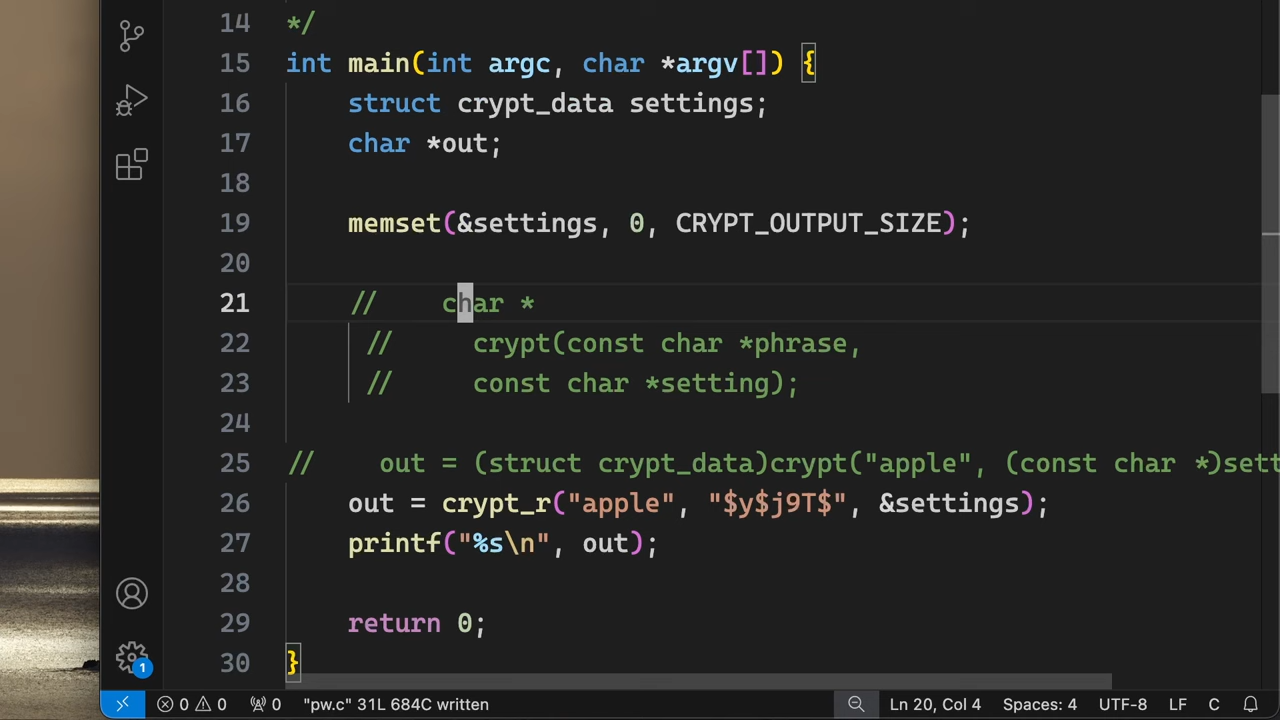 14 */
15 int main(int argc, char *argv[]) {
16 struct crypt_data settings;
17 char *out;
18
19 memset(&settings, 0, CRYPT_OUTPUT_SIZE);
20
21 // char *
22 // crypt(const char *phrase,
23 // const char *setting);
24
25 // out = (struct crypt_data)crypt("apple", (const char *)sett
26 out = crypt_r("apple", "$y$j9T$", &settings);
27 printf("%s\n", out);
28
29 return 0;
30 }
1
0 0 0 "pw.c" 31L 684C written Ln 20, Col 4 Spaces: 4 UTF-8 LF C